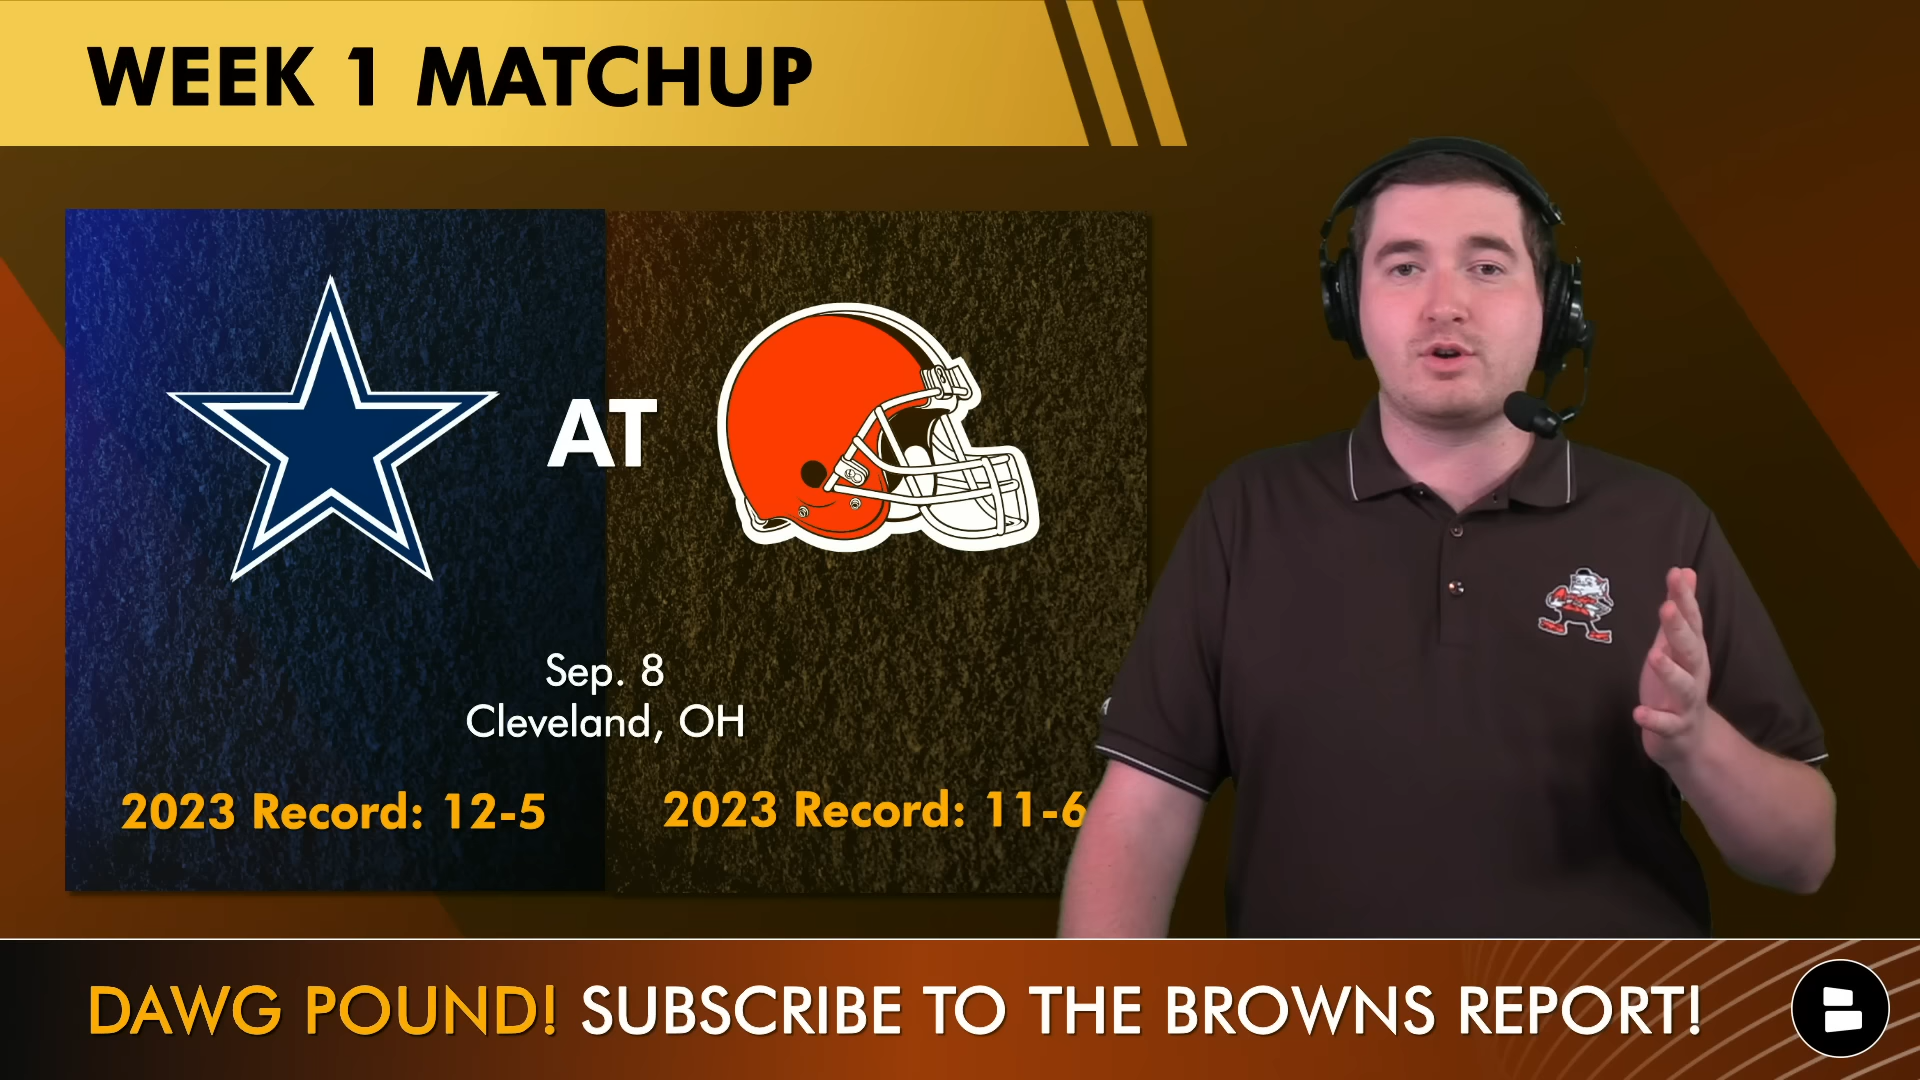 WEEK 1 MATCHUP
AT
Sep. 8
Cleveland, OH
2023 Record: 12-5
2023 Record: 11-6
DAWG POUND! SUBSCRIBE TO THE BROWNS REPORT!